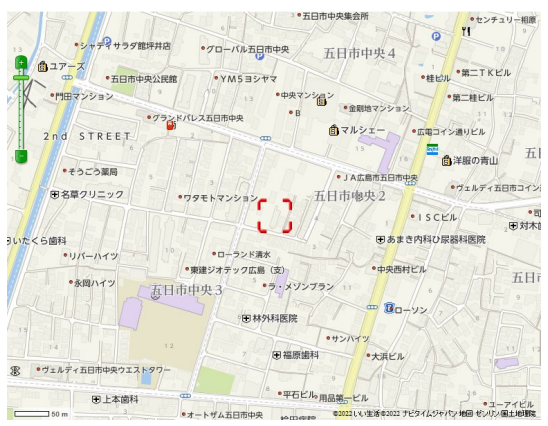 五日市中央集会所
センチュリー相原
シャディサラダ館坪井店
グローバル五日市中央
五日市中央4
ユアーズ
五日市中央公民館
YMSヨシヤマ
桂ビル
第二TKビル
門田マンション
中央マンション
第二桂ビル
グランドパレス五日市中央
金剛地マンション
B
2nd STREET
マルシェー
広電コイン通りビル
洋服の青山
そうごう薬局
JA広島市五日市中央
名草クリニック
ワタモトマンション
五日市中央2
ヴェルディ五日市コイン
ISCビル
いたくら歯科
あまき内科ひ尿器科医院
リバーハイツ
ローランド清水
東建ジオテック広島(支)
中央西村ビル
永岡ハイツ
五日市中央3
ラ・メゾンブラン
ローソン
林外科医院
サンハイツ
福原歯科
大浜ビル
ヴェルディ五日市中央ウエストタワー
上本歯科
平石ビル
用品第一ビル
ユーアイビル
オートザム五日市中央
50 m
©2022 いい生活 ©2022 ナビタイムジャパン 地図 ゼンリン 国土地理院